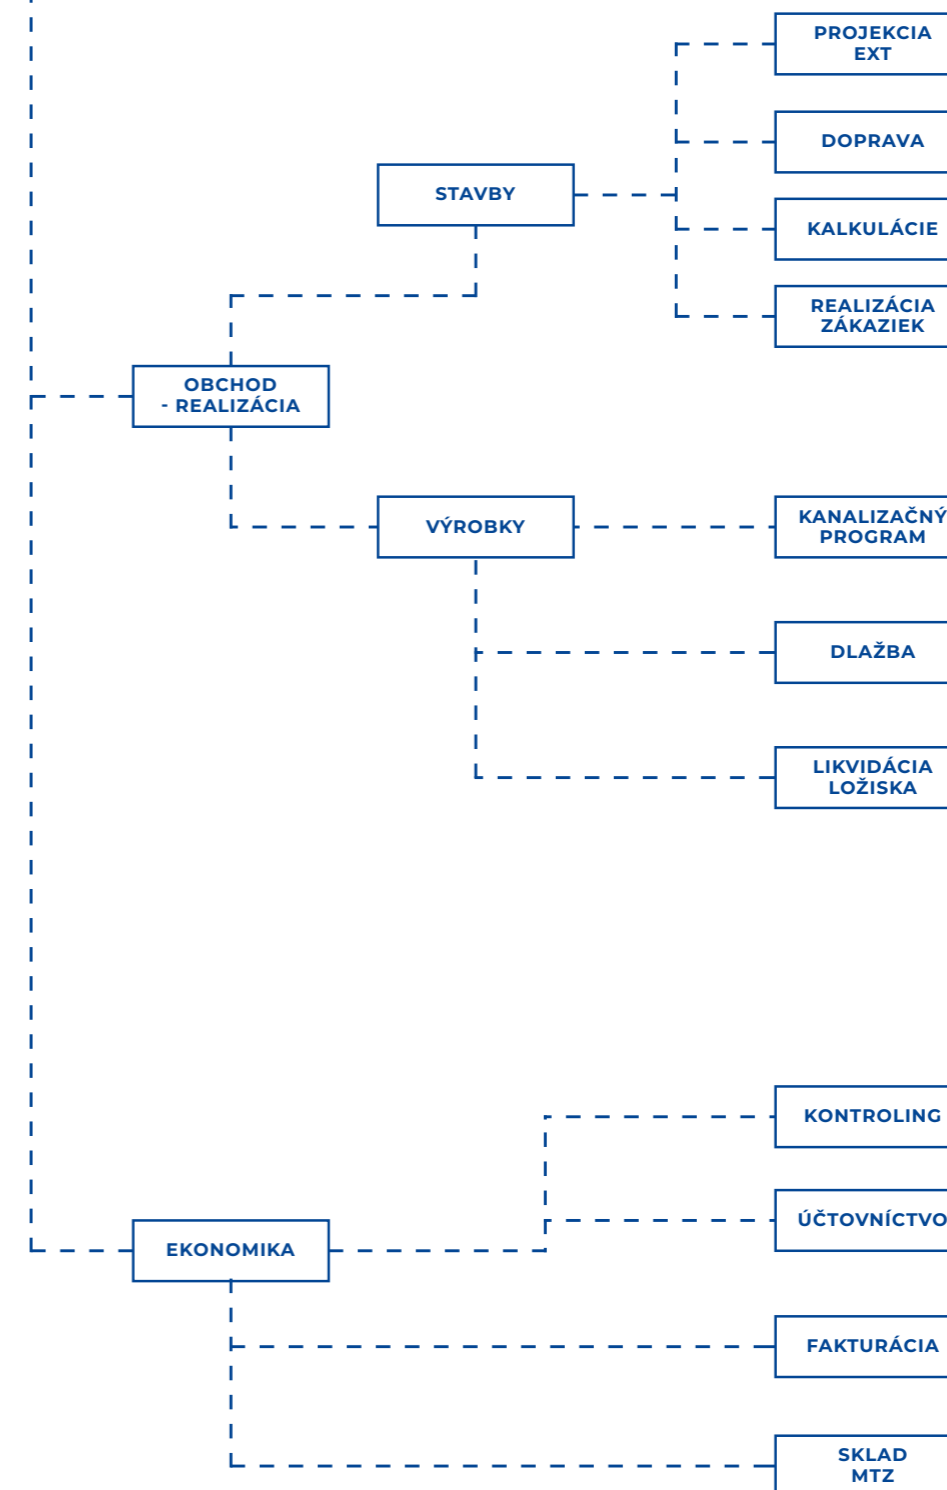 PROJEKCIA
EXT
DOPRAVA
STAVBY
KALKULÁCIE
REALIZÁCIA
ZÁKAZIEK
OBCHOD
- REALIZÁCIA
VÝROBKY
KANALIZAČNÝ
PROGRAM
DLAŽBA
LIKVIDÁCIA
LOŽISKA
KONTROLING
ÚČTOVNÍCTVO
EKONOMIKA
FAKTURÁCIA
SKLAD
MTZ